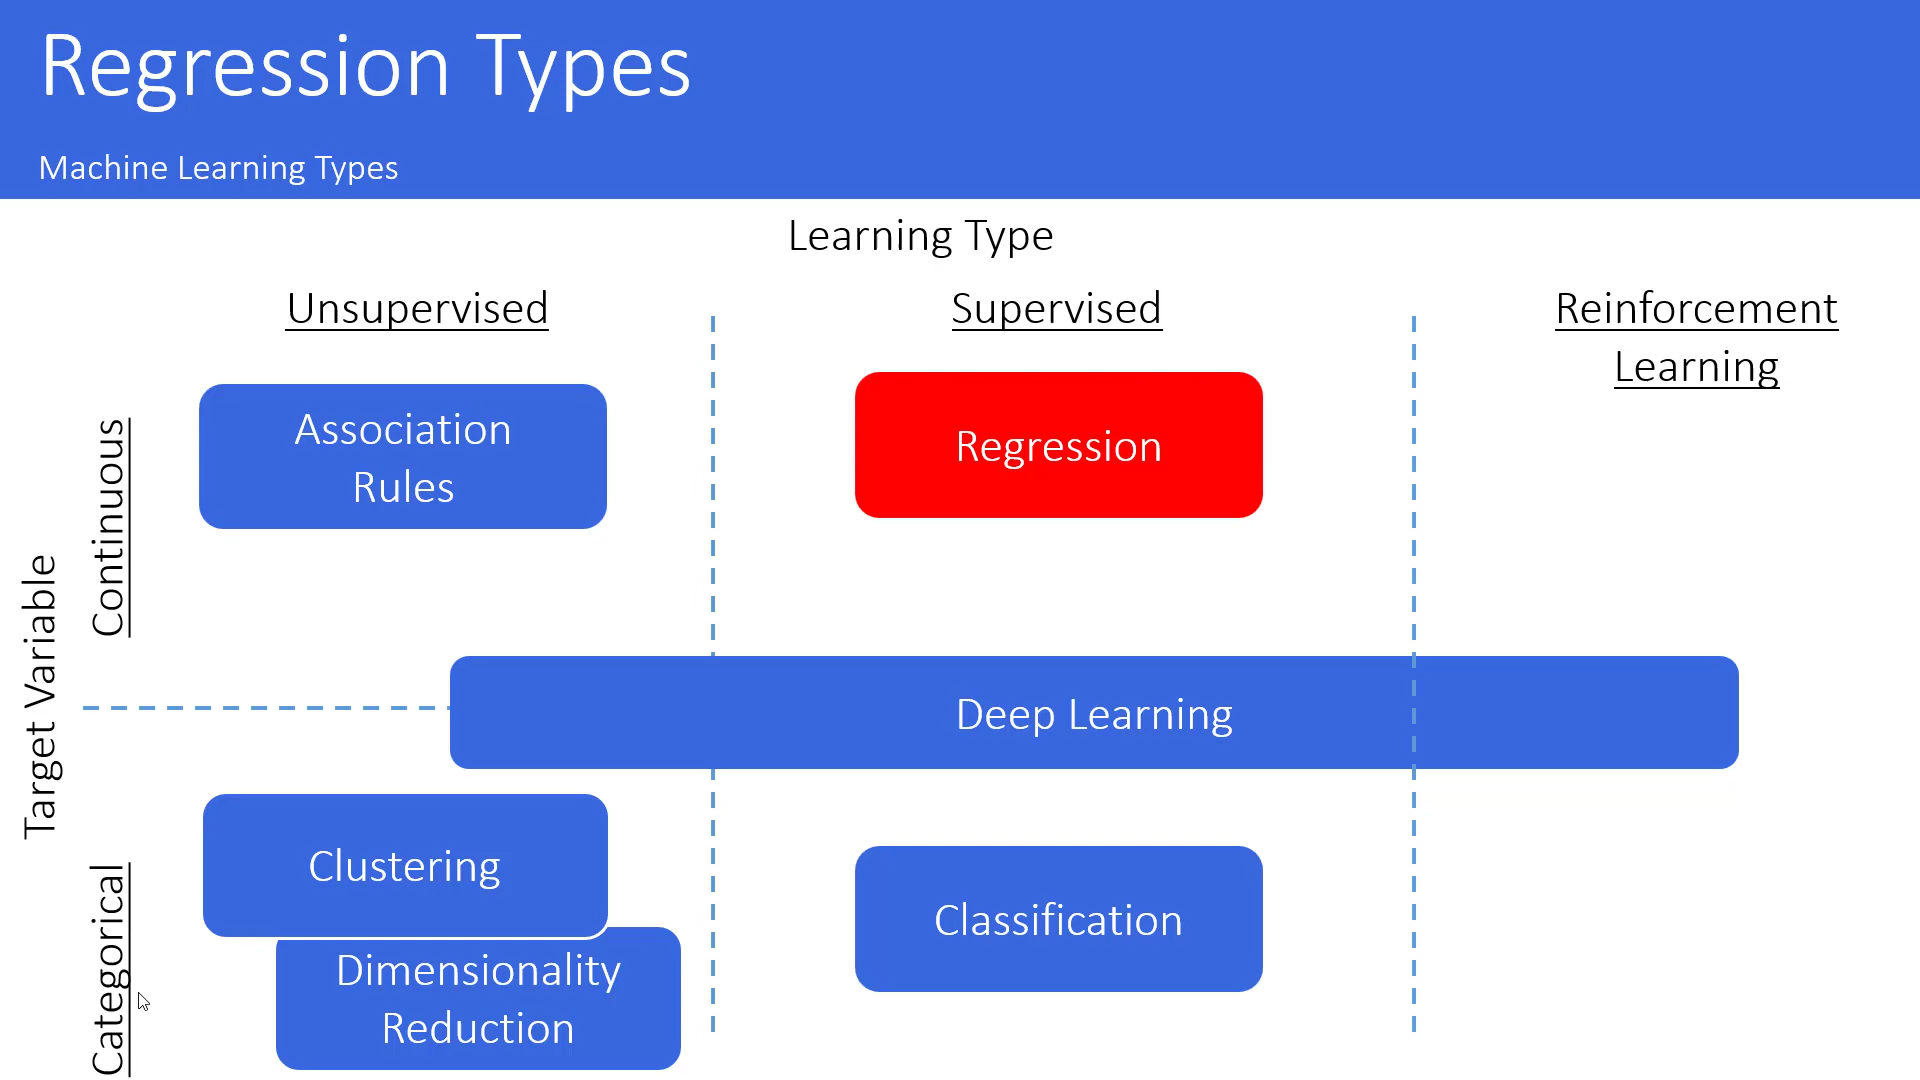 Regression Types
Machine Learning Types
Learning Type
Unsupervised
Supervised
Reinforcement
Learning
Target Variable
Continuous
Association
Rules
Regression
Deep Learning
Categorical
Clustering
Dimensionality
Reduction
Classification